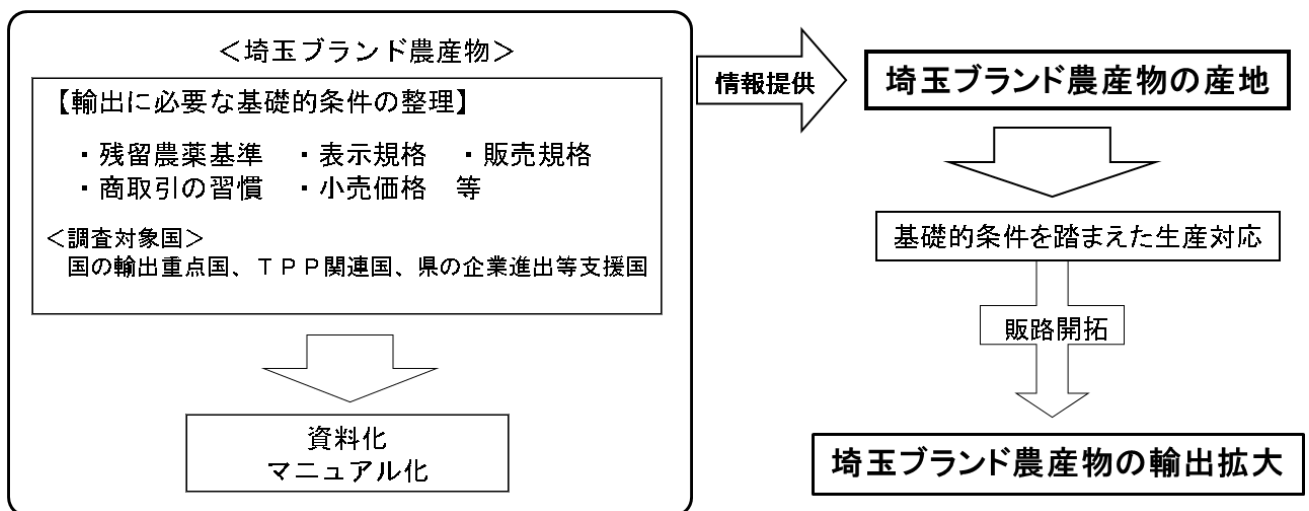 ＜埼玉ブランド農産物＞
【輸出に必要な基礎的条件の整理】
・残留農薬基準　・表示規格　・販売規格
・商取引の習慣　・小売価格　等
＜調査対象国＞
国の輸出重点国、ＴＰＰ関連国、県の企業進出等支援国
資料化
マニュアル化
情報提供
埼玉ブランド農産物の産地
基礎的条件を踏まえた生産対応
販路開拓
埼玉ブランド農産物の輸出拡大